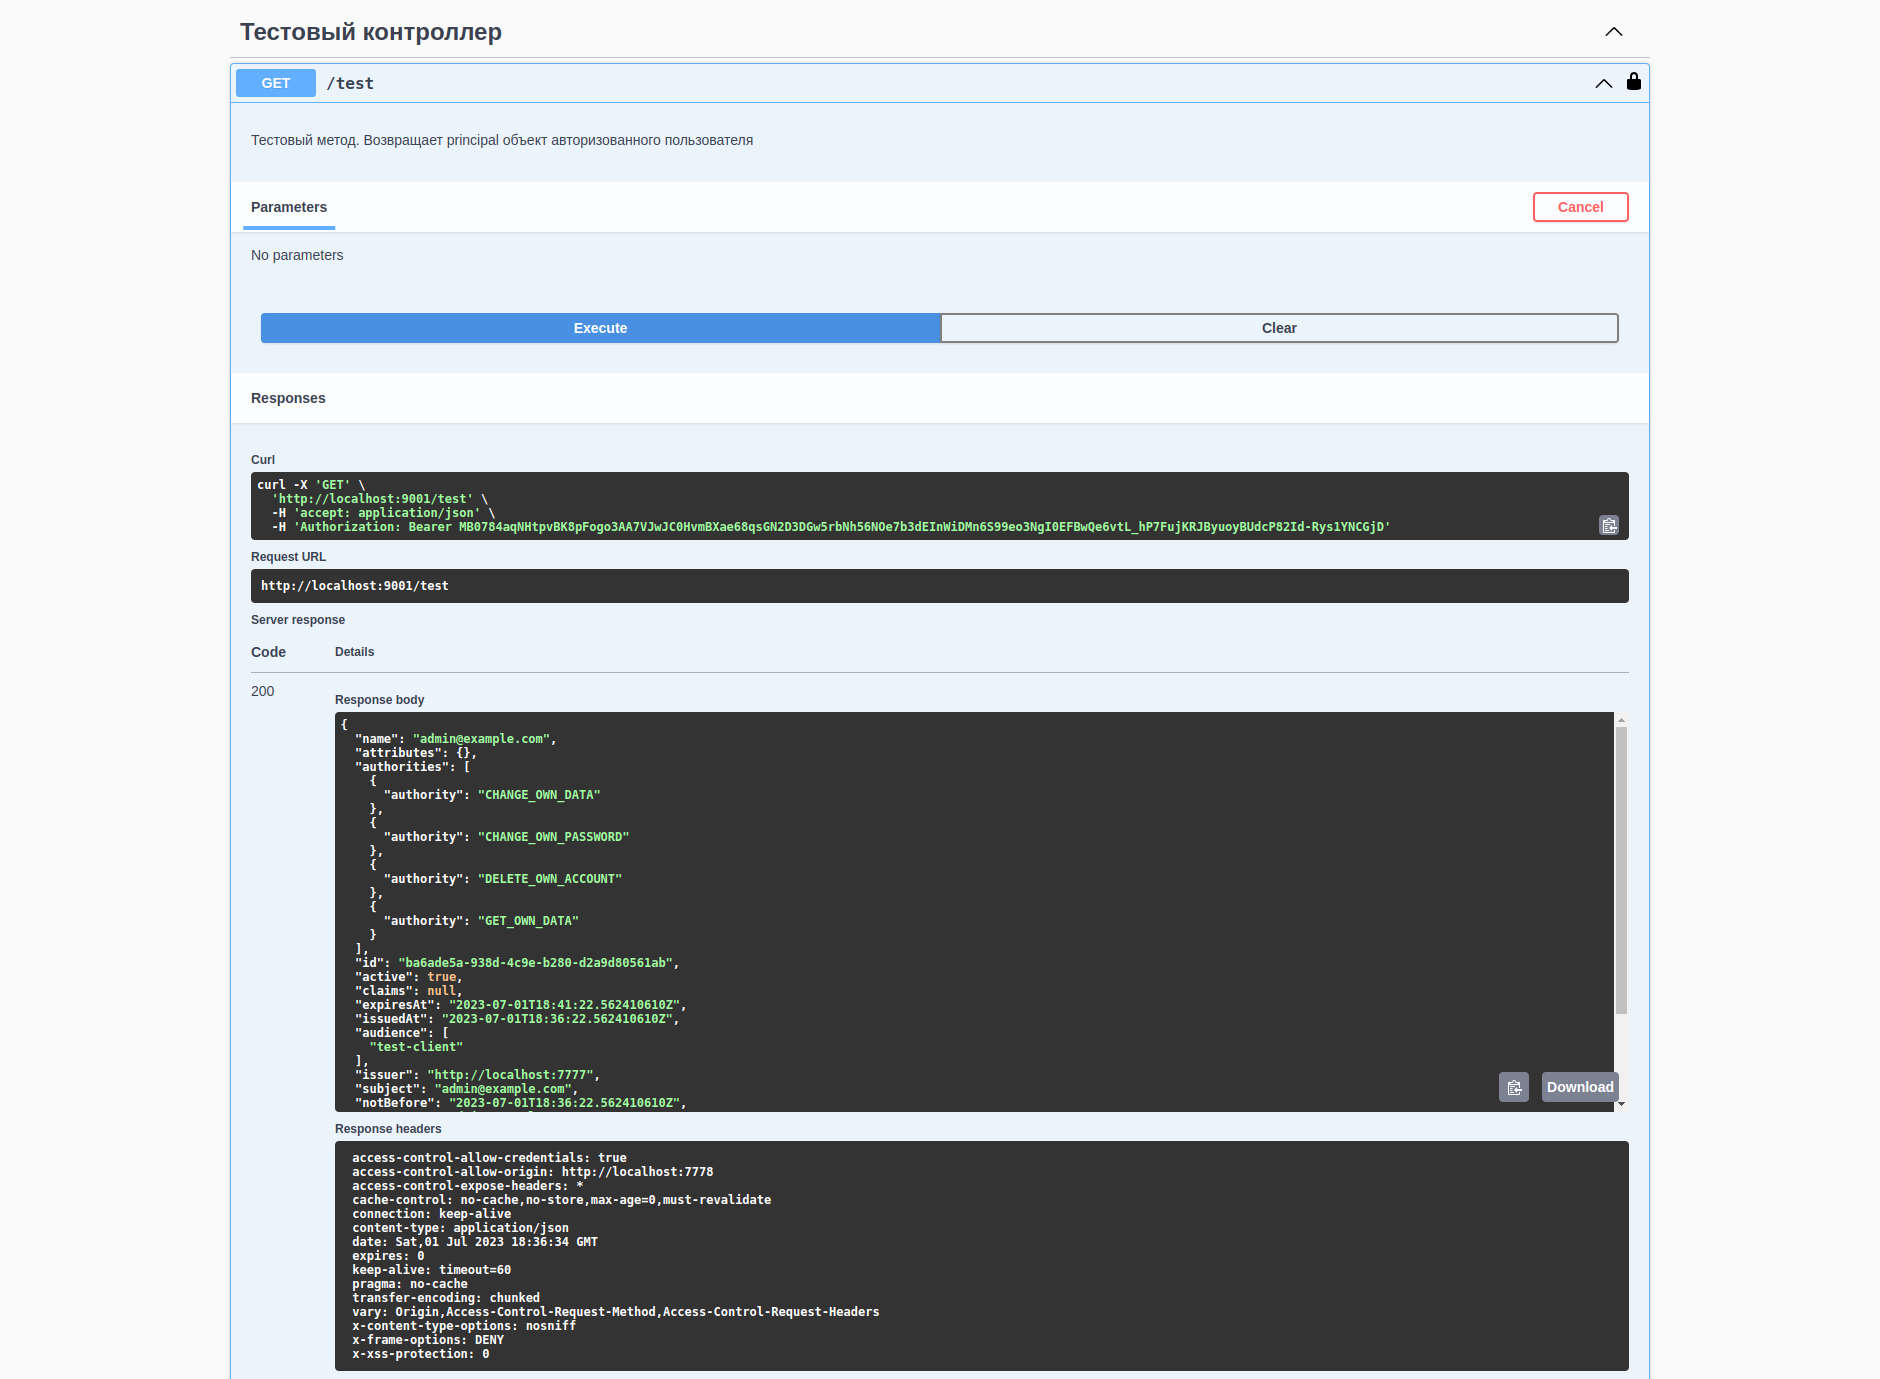 Тестовый контроллер
GET /test
Тестовый метод. Возвращает principal объект авторизованного пользователя
Parameters
Cancel
No parameters
Execute
Clear
Responses
Curl
curl -X 'GET' \
  'http://localhost:9001/test' \
  -H 'accept: application/json' \
  -H 'Authorization: Bearer MB0784aqNHtpvBK8pFogo3AA7VJwJC0HvmBXae68qsGN2D3DGw5rbNh56NOe7b3dEInWiDMn6S99eo3NgI0EFBwQe6vtL_hP7FujKRJByuoyBUdcP82Id-Rys1YNCGjD'
Request URL
http://localhost:9001/test
Server response
Code Details
200
Response body
{
  "name": "admin@example.com",
  "attributes": {},
  "authorities": [
    {
      "authority": "CHANGE_OWN_DATA"
    },
    {
      "authority": "CHANGE_OWN_PASSWORD"
    },
    {
      "authority": "DELETE_OWN_ACCOUNT"
    },
    {
      "authority": "GET_OWN_DATA"
    }
  ],
  "id": "ba6ade5a-938d-4c9e-b280-d2a9d80561ab",
  "active": true,
  "claims": null,
  "expiresAt": "2023-07-01T18:41:22.562410610Z",
  "issuedAt": "2023-07-01T18:36:22.562410610Z",
  "audience": [
    "test-client"
  ],
  "issuer": "http://localhost:7777",
  "subject": "admin@example.com",
  "notBefore": "2023-07-01T18:36:22.562410610Z",
Download
Response headers
access-control-allow-credentials: true
access-control-allow-origin: http://localhost:7778
access-control-expose-headers: *
cache-control: no-cache,no-store,max-age=0,must-revalidate
connection: keep-alive
content-type: application/json
date: Sat,01 Jul 2023 18:36:34 GMT
expires: 0
keep-alive: timeout=60
pragma: no-cache
transfer-encoding: chunked
vary: Origin,Access-Control-Request-Method,Access-Control-Request-Headers
x-content-type-options: nosniff
x-frame-options: DENY
x-xss-protection: 0